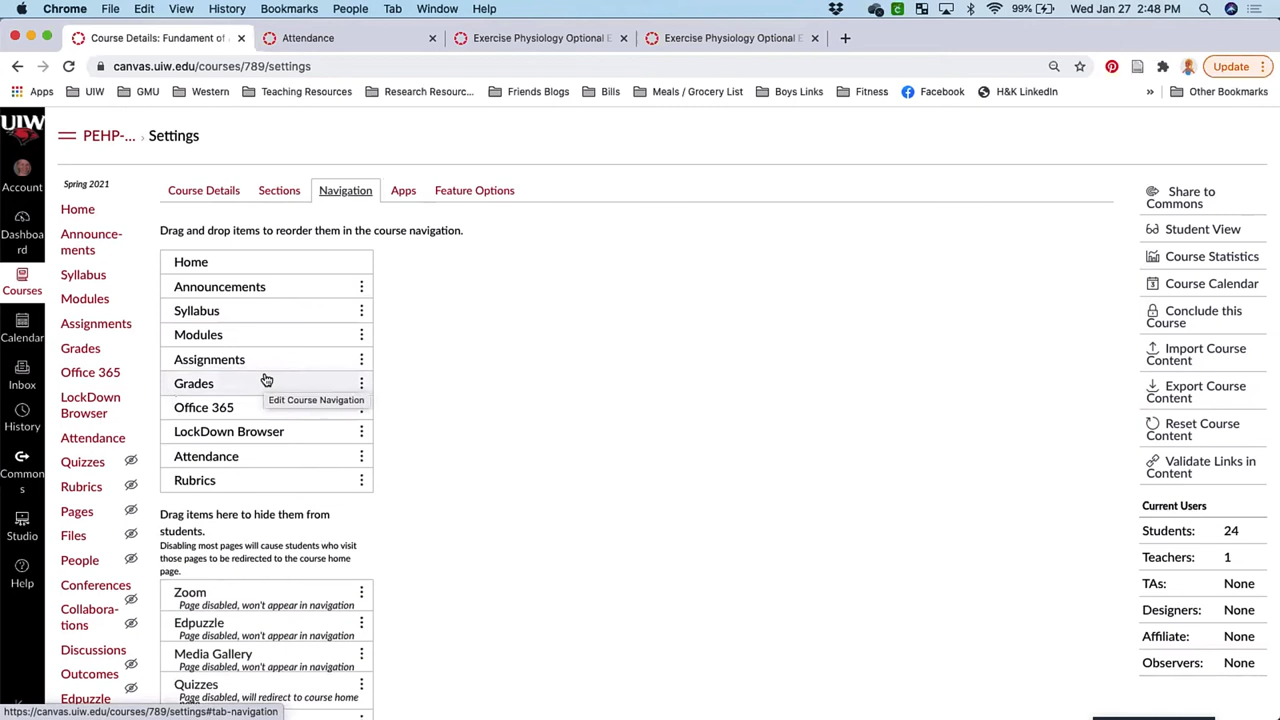 Chrome File Edit View History Bookmarks People Tab Window Help 99% Wed Jan 27 2:48 PM
Course Details: Fundament of × Attendance × Exercise Physiology Optional E × Exercise Physiology Optional E × +
canvas.uiw.edu/courses/789/settings Update
Apps UIW GMU Western Teaching Resources Research Resourc... Friends Blogs Bills Meals / Grocery List Boys Links Fitness Facebook H&K LinkedIn » Other Bookmarks
UIW
Account
Dashboa
rd
Courses
Calendar
Inbox
History
Common
s
Studio
Help
PEHP-... › Settings
Spring 2021
Home
Announce-
ments
Syllabus
Modules
Assignments
Grades
Office 365
LockDown
Browser
Attendance
Quizzes
Rubrics
Pages
Files
People
Conferences
Collabora-
tions
Discussions
Outcomes
Edpuzzle
Course Details Sections Navigation Apps Feature Options
Drag and drop items to reorder them in the course navigation.
Home
Announcements
Syllabus
Modules
Assignments
Grades
Edit Course Navigation
Office 365
LockDown Browser
Attendance
Rubrics
Drag items here to hide them from
students.
Disabling most pages will cause students who visit
those pages to be redirected to the course home
page.
Zoom
Page disabled, won't appear in navigation
Edpuzzle
Page disabled, won't appear in navigation
Media Gallery
Page disabled, won't appear in navigation
Quizzes
Page disabled, will redirect to course home
Share to
Commons
Student View
Course Statistics
Course Calendar
Conclude this
Course
Import Course
Content
Export Course
Content
Reset Course
Content
Validate Links in
Content
Current Users
Students: 24
Teachers: 1
TAs: None
Designers: None
Affiliate: None
Observers: None
https://canvas.uiw.edu/courses/789/settings#tab-navigation